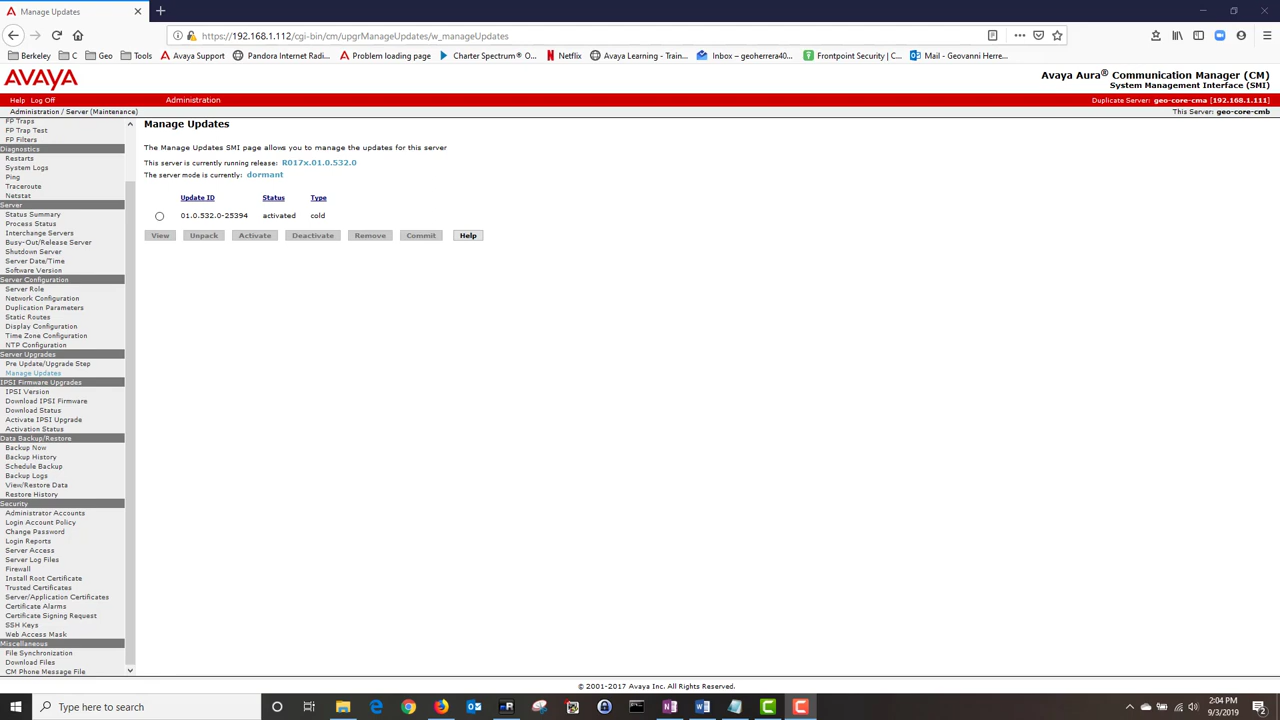 Manage Updates
https://192.168.1.112/cgi-bin/cm/upgrManageUpdates/w_manageUpdates
Berkeley C Geo Tools Avaya Support Pandora Internet Radi... Problem loading page Charter Spectrum® O... Netflix Avaya Learning - Train... Inbox – geoherrera40... Frontpoint Security | C... Mail - Geovanni Herre...
AVAYA
Avaya Aura® Communication Manager (CM)
System Management Interface (SMI)
Help Log Off Administration Duplicate Server: geo-core-cma [192.168.1.111]
Administration / Server (Maintenance) This Server: geo-core-cmb
FP Traps
FP Trap Test
FP Filters
Diagnostics
Restarts
System Logs
Ping
Traceroute
Netstat
Server
Status Summary
Process Status
Interchange Servers
Busy-Out/Release Server
Shutdown Server
Server Date/Time
Software Version
Server Configuration
Server Role
Network Configuration
Duplication Parameters
Static Routes
Display Configuration
Time Zone Configuration
NTP Configuration
Server Upgrades
Pre Update/Upgrade Step
Manage Updates
IPSI Firmware Upgrades
IPSI Version
Download IPSI Firmware
Download Status
Activate IPSI Upgrade
Activation Status
Data Backup/Restore
Backup Now
Backup History
Schedule Backup
Backup Logs
View/Restore Data
Restore History
Security
Administrator Accounts
Login Account Policy
Change Password
Login Reports
Server Access
Server Log Files
Firewall
Install Root Certificate
Trusted Certificates
Server/Application Certificates
Certificate Alarms
Certificate Signing Request
SSH Keys
Web Access Mask
Miscellaneous
File Synchronization
Download Files
CM Phone Message File
Manage Updates
The Manage Updates SMI page allows you to manage the updates for this server
This server is currently running release: R017x.01.0.532.0
The server mode is currently: dormant
Update ID Status Type
01.0.532.0-25394 activated cold
View Unpack Activate Deactivate Remove Commit Help
© 2001-2017 Avaya Inc. All Rights Reserved.
Type here to search
2:04 PM
9/3/2019